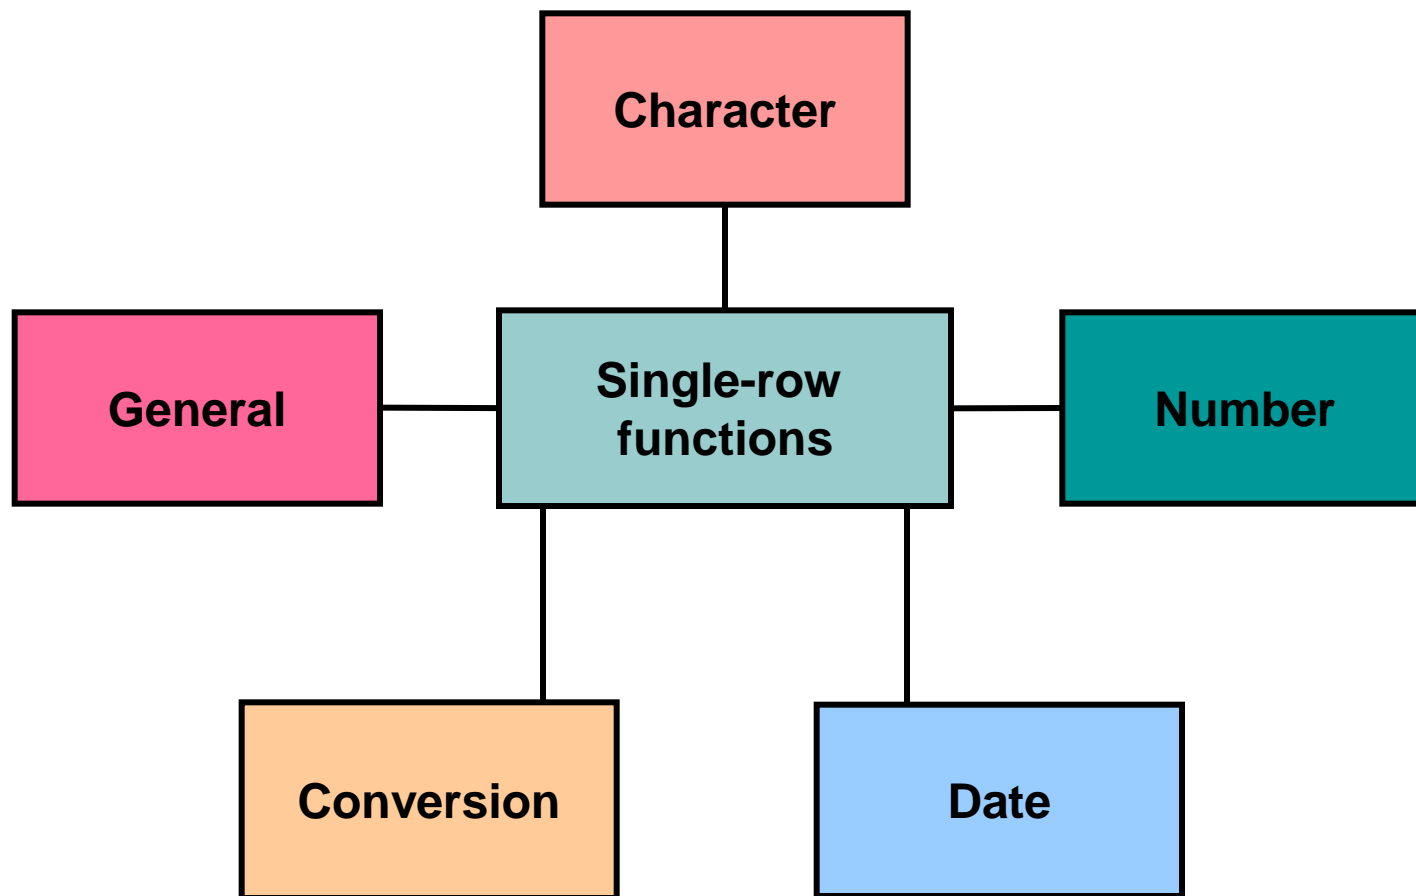 Character
General
Single-row
functions
Number
Conversion
Date